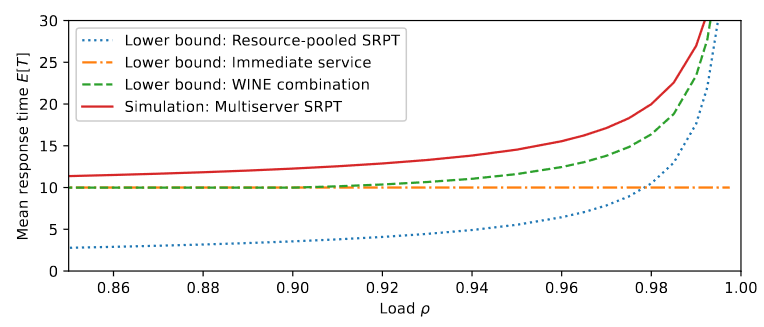 Lower bound: Resource-pooled SRPT
Lower bound: Immediate service
Lower bound: WINE combination
Simulation: Multiserver SRPT
Mean response time E[T]
30
25
20
15
10
5
0
0.86 0.88 0.90 0.92 0.94 0.96 0.98 1.00
Load ρ